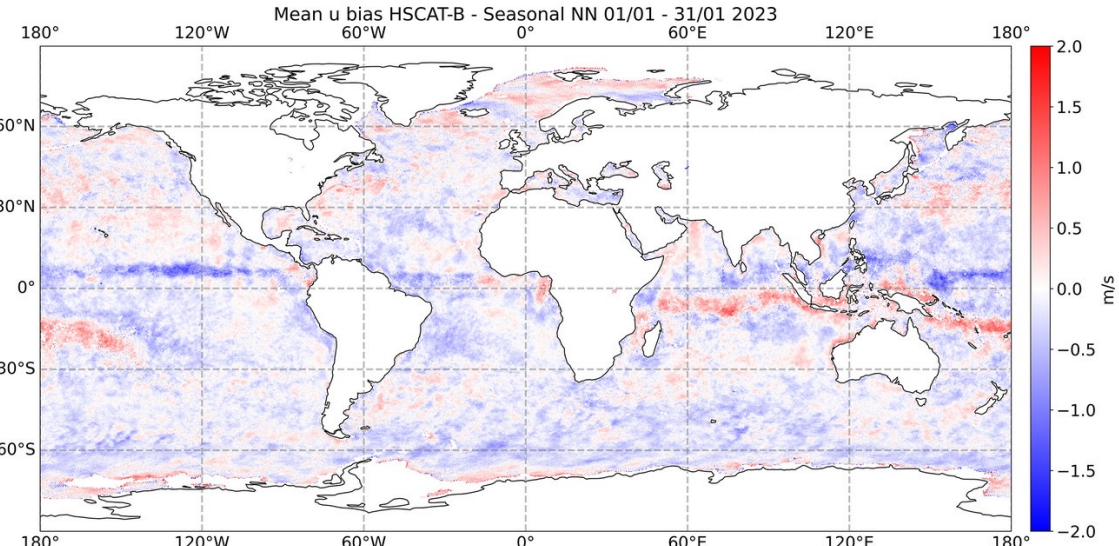 Mean u bias HSCAT-B - Seasonal NN 01/01 - 31/01 2023
180° 120°W 60°W 0° 60°E 120°E 180°
2.0
1.5
60°N
1.0
30°N
0.5
0°
0.0
m/s
−0.5
30°S
−1.0
60°S
−1.5
−2.0
180° 120°W 60°W 0° 60°E 120°E 180°